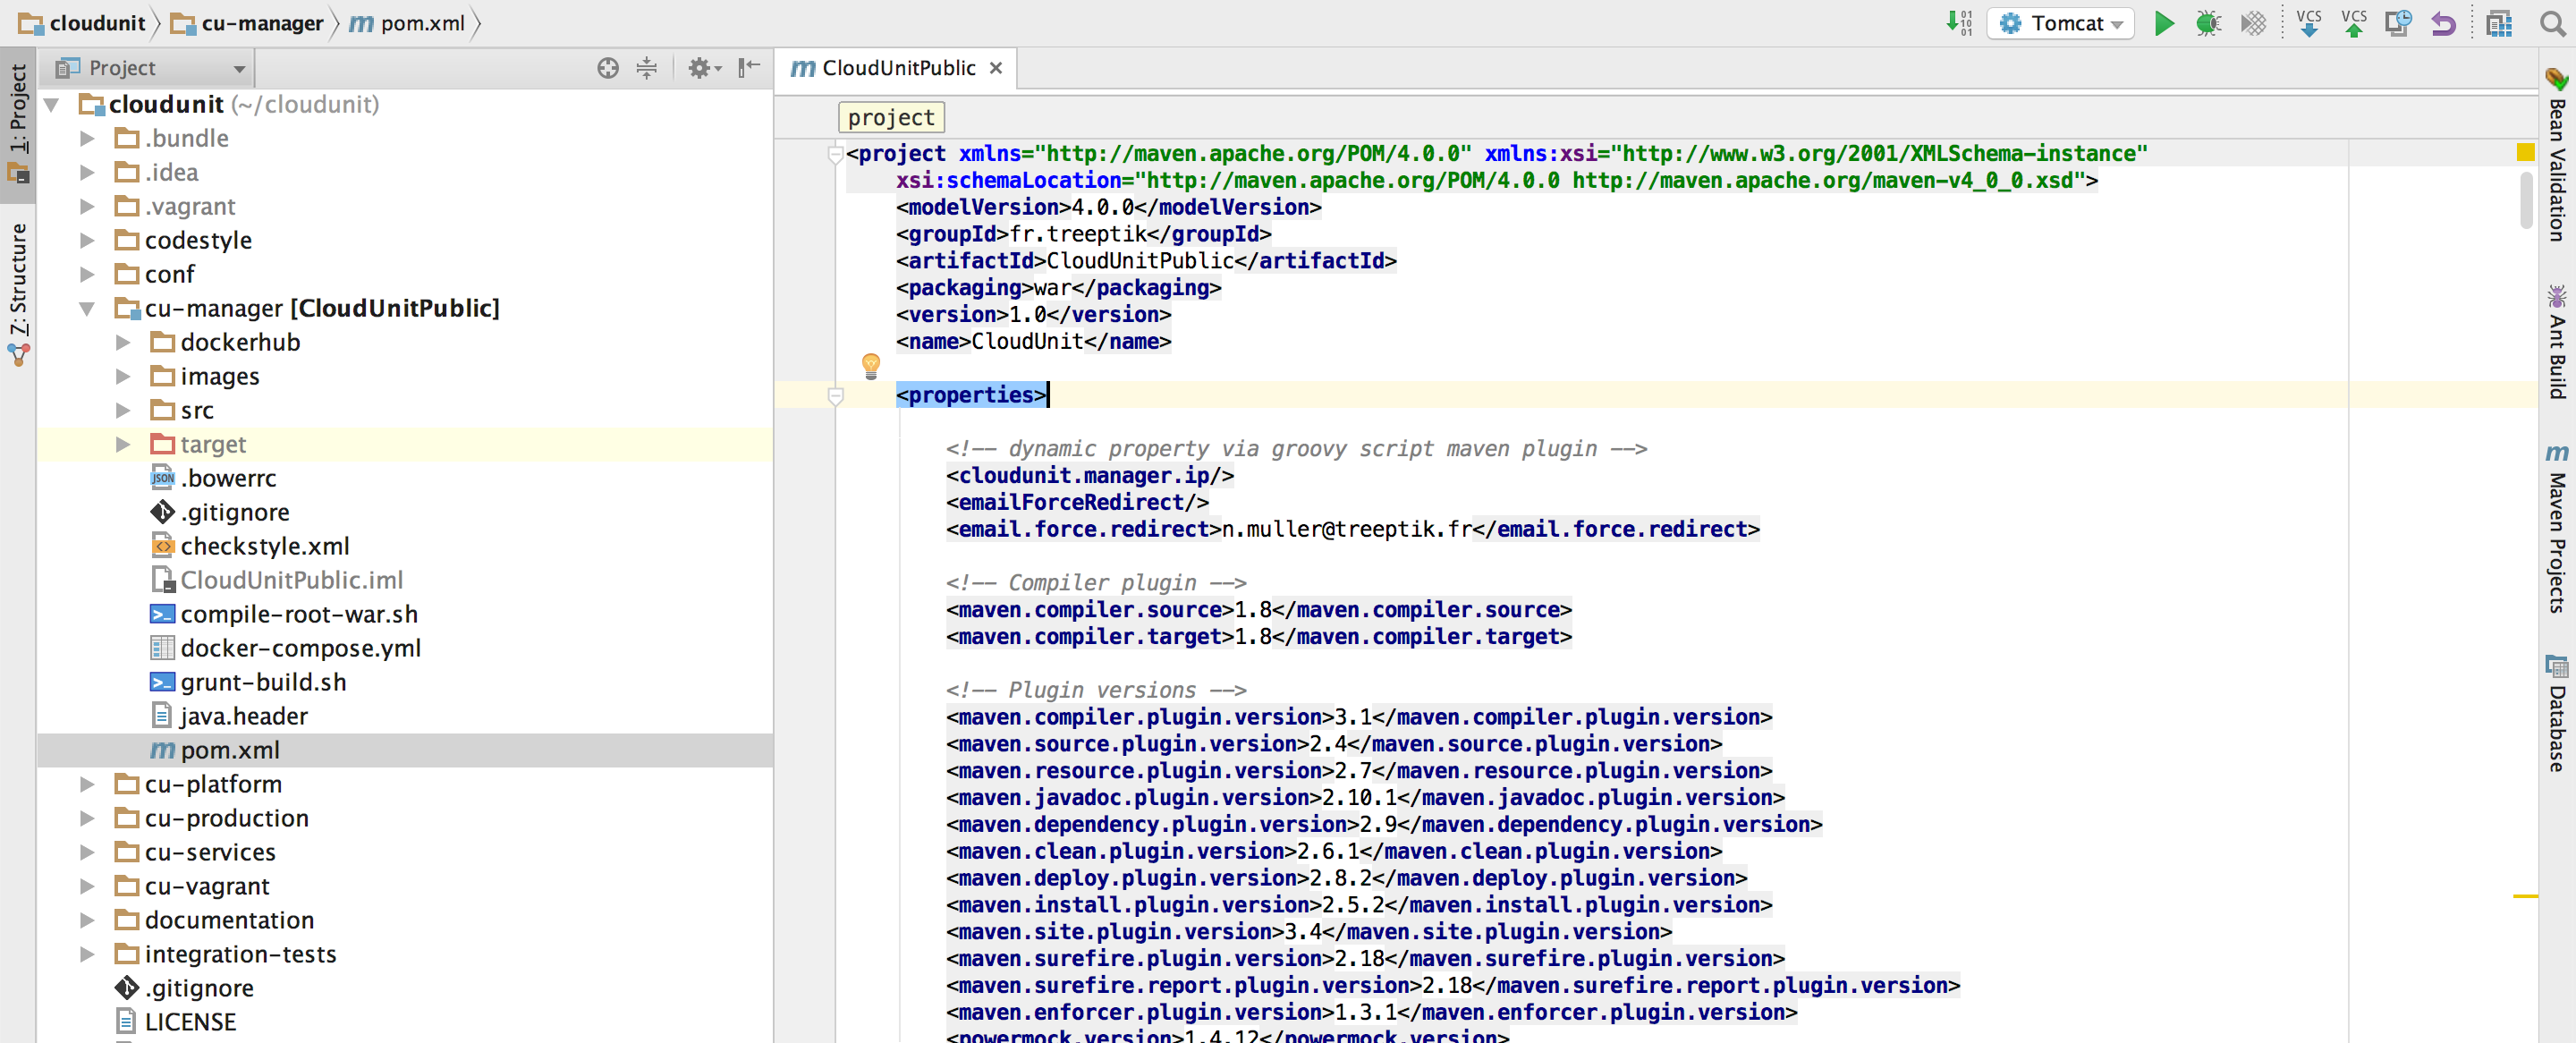 cloudunit cu-manager pom.xml
Tomcat
VCS VCS
1: Project
7: Structure
Project
cloudunit (~/cloudunit)
.bundle
.idea
.vagrant
codestyle
conf
cu-manager [CloudUnitPublic]
dockerhub
images
src
target
.bowerrc
.gitignore
checkstyle.xml
CloudUnitPublic.iml
compile-root-war.sh
docker-compose.yml
grunt-build.sh
java.header
pom.xml
cu-platform
cu-production
cu-services
cu-vagrant
documentation
integration-tests
.gitignore
LICENSE
CloudUnitPublic
project
<project xmlns="http://maven.apache.org/POM/4.0.0" xmlns:xsi="http://www.w3.org/2001/XMLSchema-instance"
xsi:schemaLocation="http://maven.apache.org/POM/4.0.0 http://maven.apache.org/maven-v4_0_0.xsd">
<modelVersion>4.0.0</modelVersion>
<groupId>fr.treeptik</groupId>
<artifactId>CloudUnitPublic</artifactId>
<packaging>war</packaging>
<version>1.0</version>
<name>CloudUnit</name>
<properties>
<!-- dynamic property via groovy script maven plugin -->
<cloudunit.manager.ip/>
<emailForceRedirect/>
<email.force.redirect>n.muller@treeptik.fr</email.force.redirect>
<!-- Compiler plugin -->
<maven.compiler.source>1.8</maven.compiler.source>
<maven.compiler.target>1.8</maven.compiler.target>
<!-- Plugin versions -->
<maven.compiler.plugin.version>3.1</maven.compiler.plugin.version>
<maven.source.plugin.version>2.4</maven.source.plugin.version>
<maven.resource.plugin.version>2.7</maven.resource.plugin.version>
<maven.javadoc.plugin.version>2.10.1</maven.javadoc.plugin.version>
<maven.dependency.plugin.version>2.9</maven.dependency.plugin.version>
<maven.clean.plugin.version>2.6.1</maven.clean.plugin.version>
<maven.deploy.plugin.version>2.8.2</maven.deploy.plugin.version>
<maven.install.plugin.version>2.5.2</maven.install.plugin.version>
<maven.site.plugin.version>3.4</maven.site.plugin.version>
<maven.surefire.plugin.version>2.18</maven.surefire.plugin.version>
<maven.surefire.report.plugin.version>2.18</maven.surefire.report.plugin.version>
<maven.enforcer.plugin.version>1.3.1</maven.enforcer.plugin.version>
<powermock.version>1.4.12</powermock.version>
Bean Validation
Ant Build
Maven Projects
Database